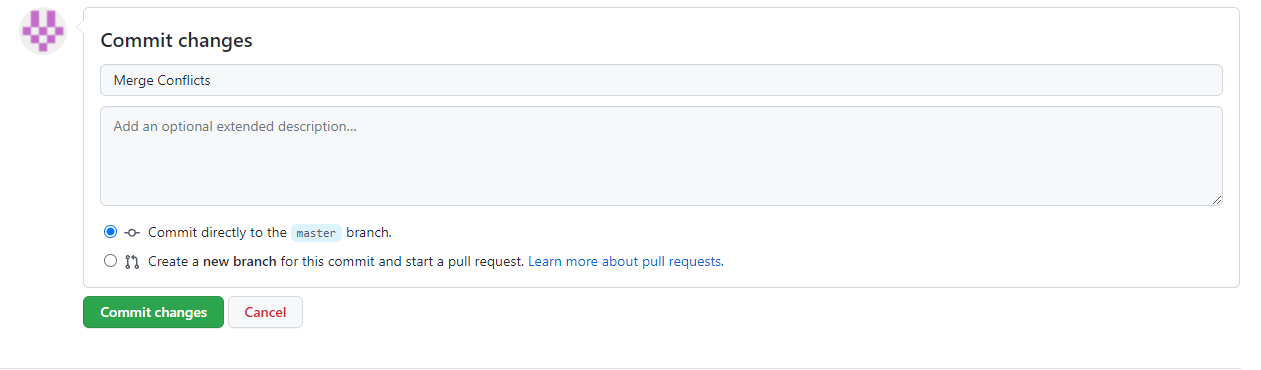 Commit changes
Merge Conflicts
Add an optional extended description...
Commit directly to the master branch.
Create a new branch for this commit and start a pull request. Learn more about pull requests.
Commit changes
Cancel